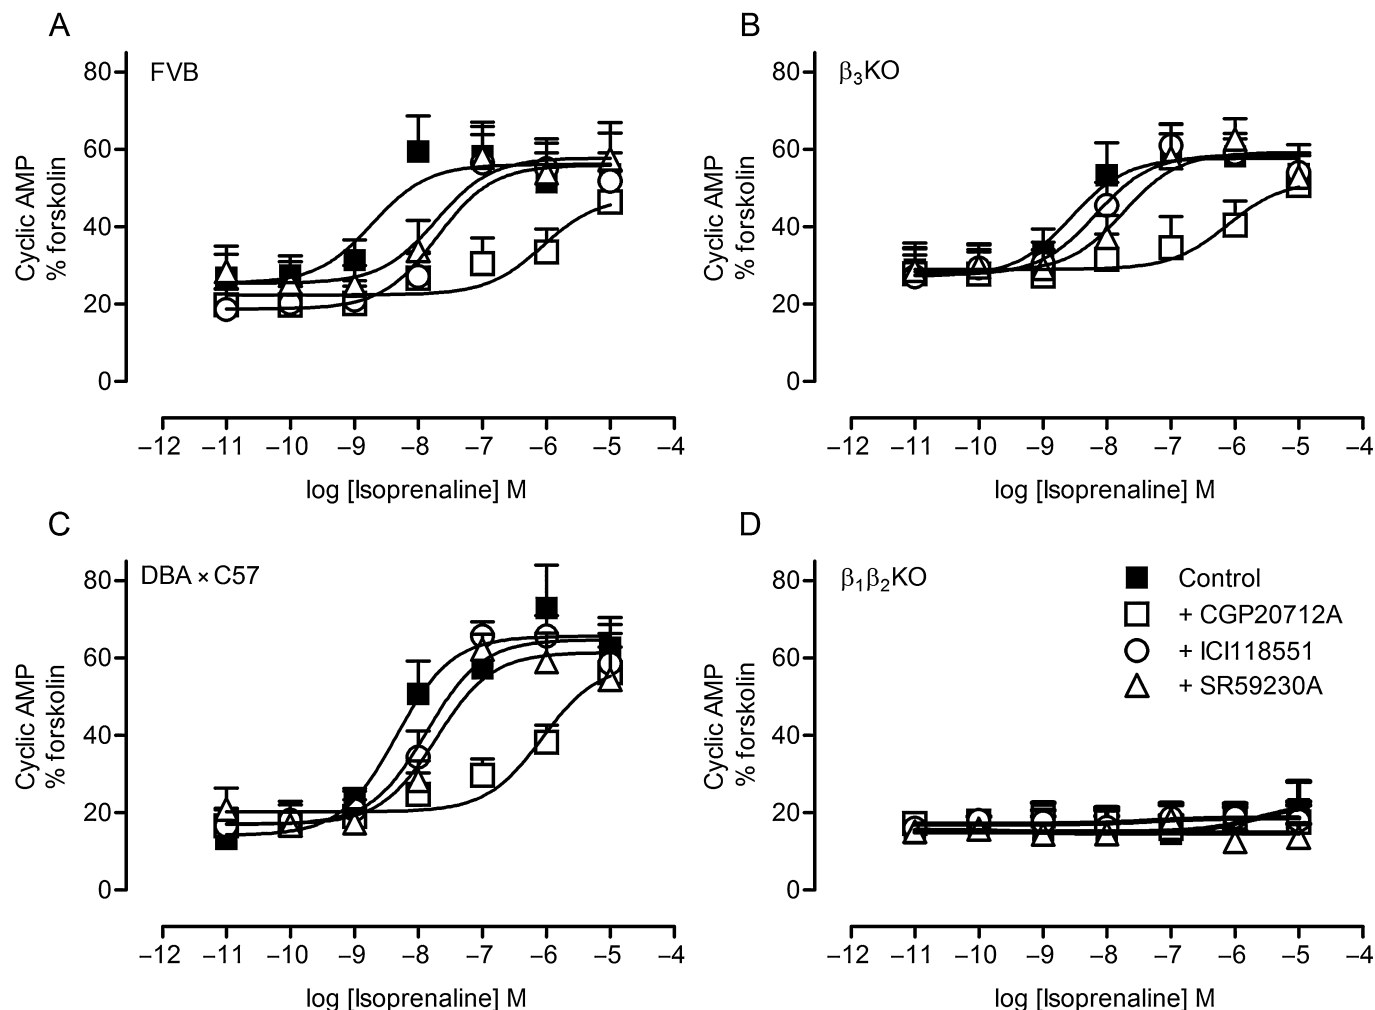 A
FVB
80
60
40
20
0
Cyclic AMP
% forskolin
−12 −11 −10 −9 −8 −7 −6 −5 −4
log [Isoprenaline] M
B
β₃KO
80
60
40
20
0
Cyclic AMP
% forskolin
−12 −11 −10 −9 −8 −7 −6 −5 −4
log [Isoprenaline] M
C
DBA × C57
80
60
40
20
0
Cyclic AMP
% forskolin
−12 −11 −10 −9 −8 −7 −6 −5 −4
log [Isoprenaline] M
D
β₁β₂KO
Control
+ CGP20712A
+ ICI118551
+ SR59230A
80
60
40
20
0
Cyclic AMP
% forskolin
−12 −11 −10 −9 −8 −7 −6 −5 −4
log [Isoprenaline] M